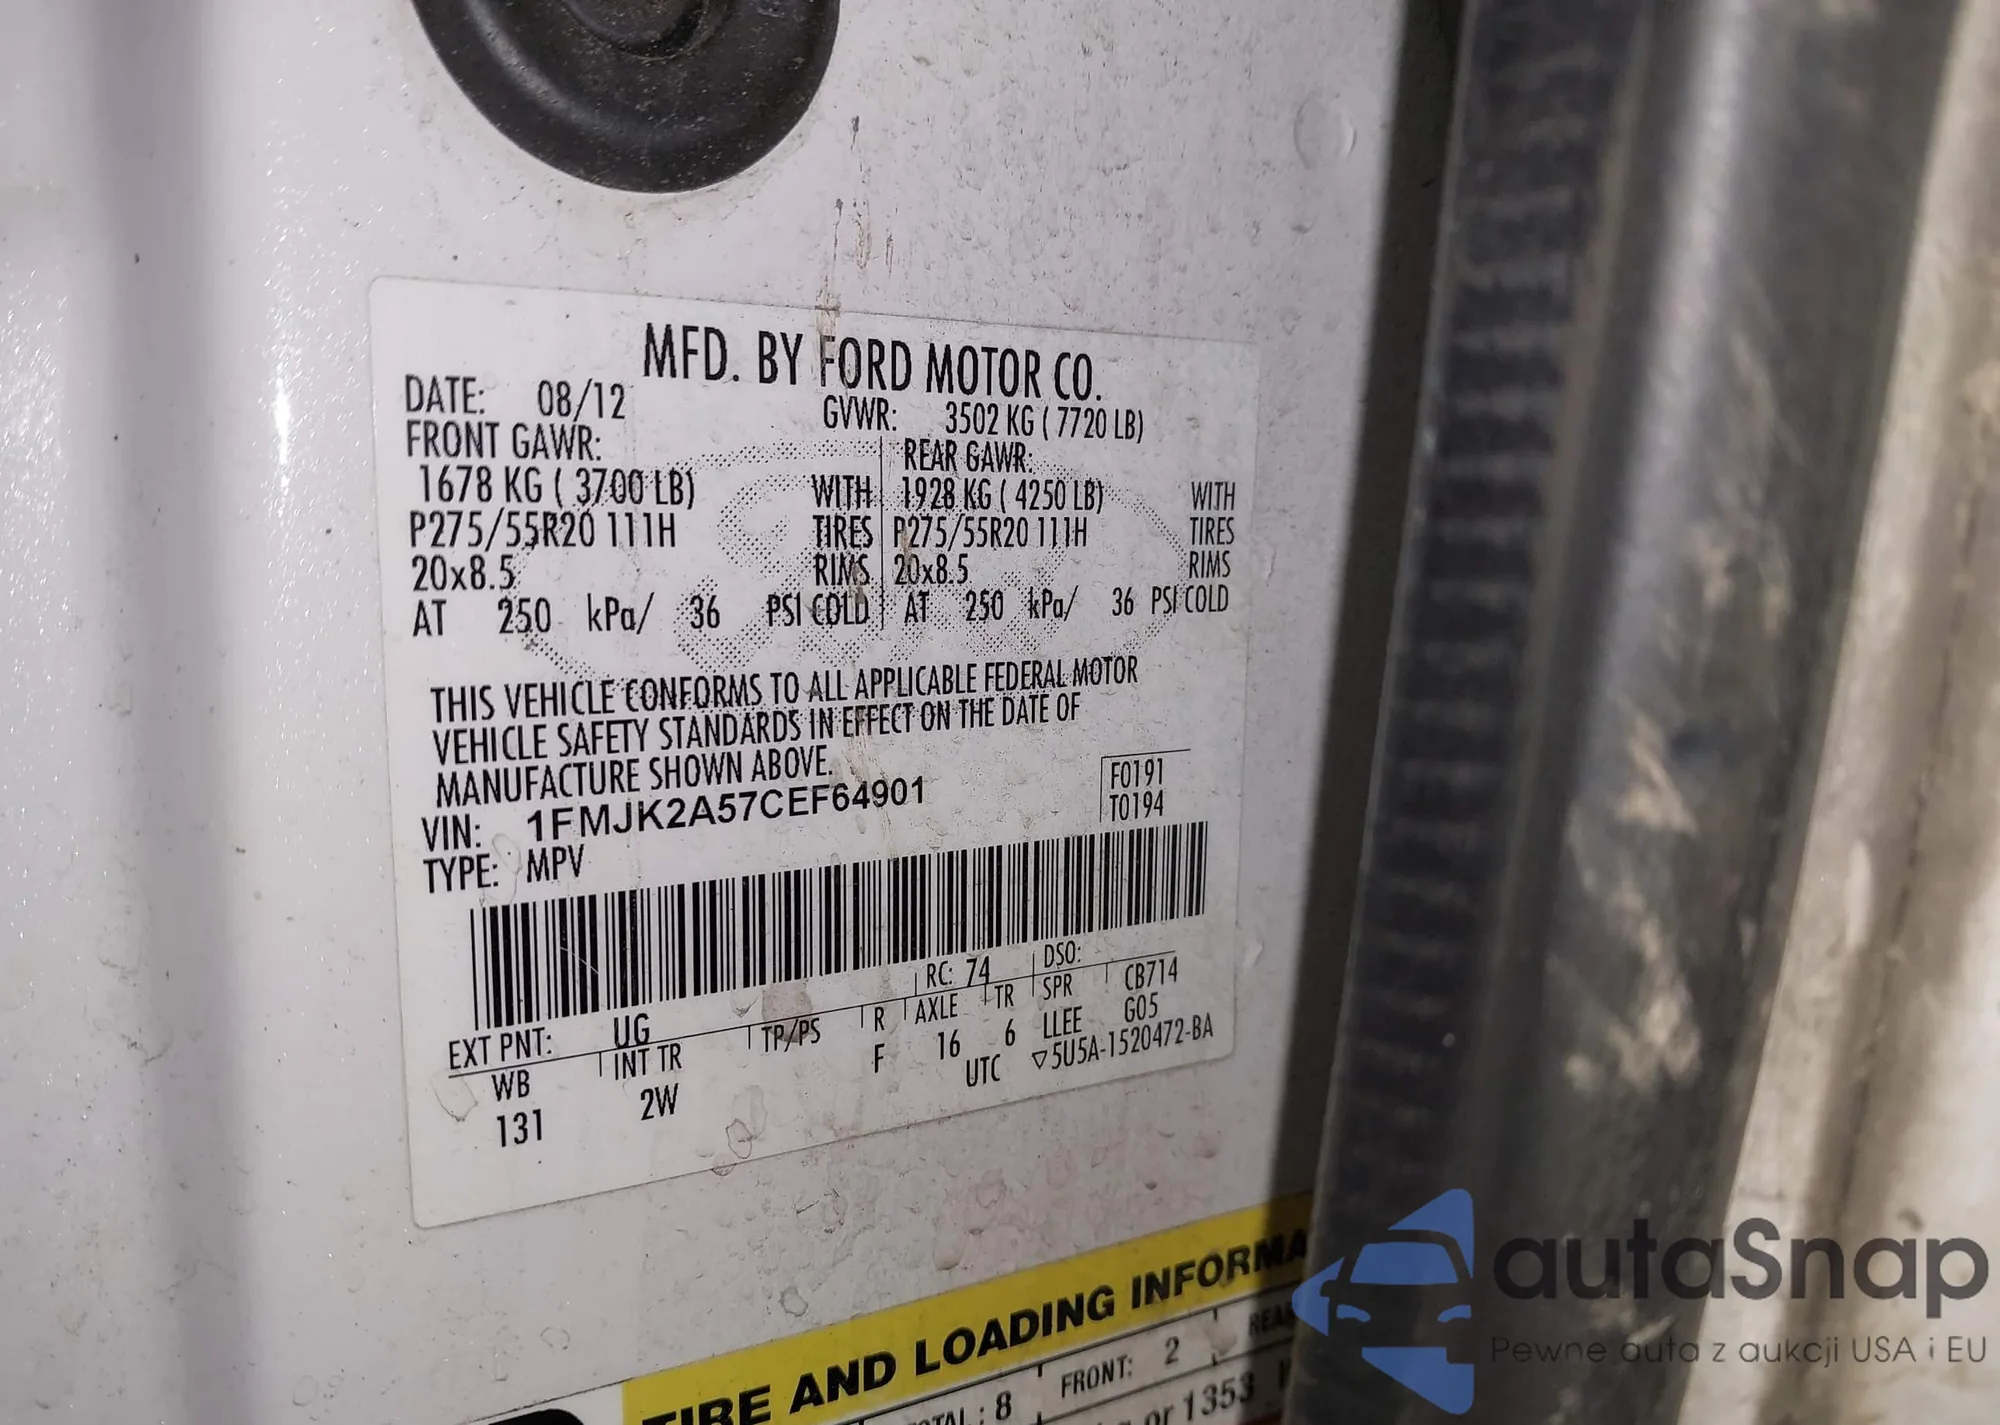 MFD. BY FORD MOTOR CO.
DATE: 08/12 GVWR: 3502 KG ( 7720 LB)
FRONT GAWR: REAR GAWR:
1678 KG ( 3700 LB) WITH 1928 KG ( 4250 LB) WITH
P275/55R20 111H TIRES P275/55R20 111H TIRES
20x8.5 RIMS 20x8.5 RIMS
AT 250 kPa/ 36 PSI COLD AT 250 kPa/ 36 PSI COLD
THIS VEHICLE CONFORMS TO ALL APPLICABLE FEDERAL MOTOR
VEHICLE SAFETY STANDARDS IN EFFECT ON THE DATE OF
MANUFACTURE SHOWN ABOVE.
F0191
VIN: 1FMJK2A57CEF64901
T0194
TYPE: MPV
RC: 74 DSO:
EXT PNT: UG TP/PS R AXLE TR SPR CB714
WB INT TR F 16 6 LLEE G05
131 2W UTC ▽5U5A-1520472-BA
TIRE AND LOADING INFORMA
TOTAL: 8 FRONT: 2 REA
or 1353
autaSnap
Pewne auta z aukcji USA i EU